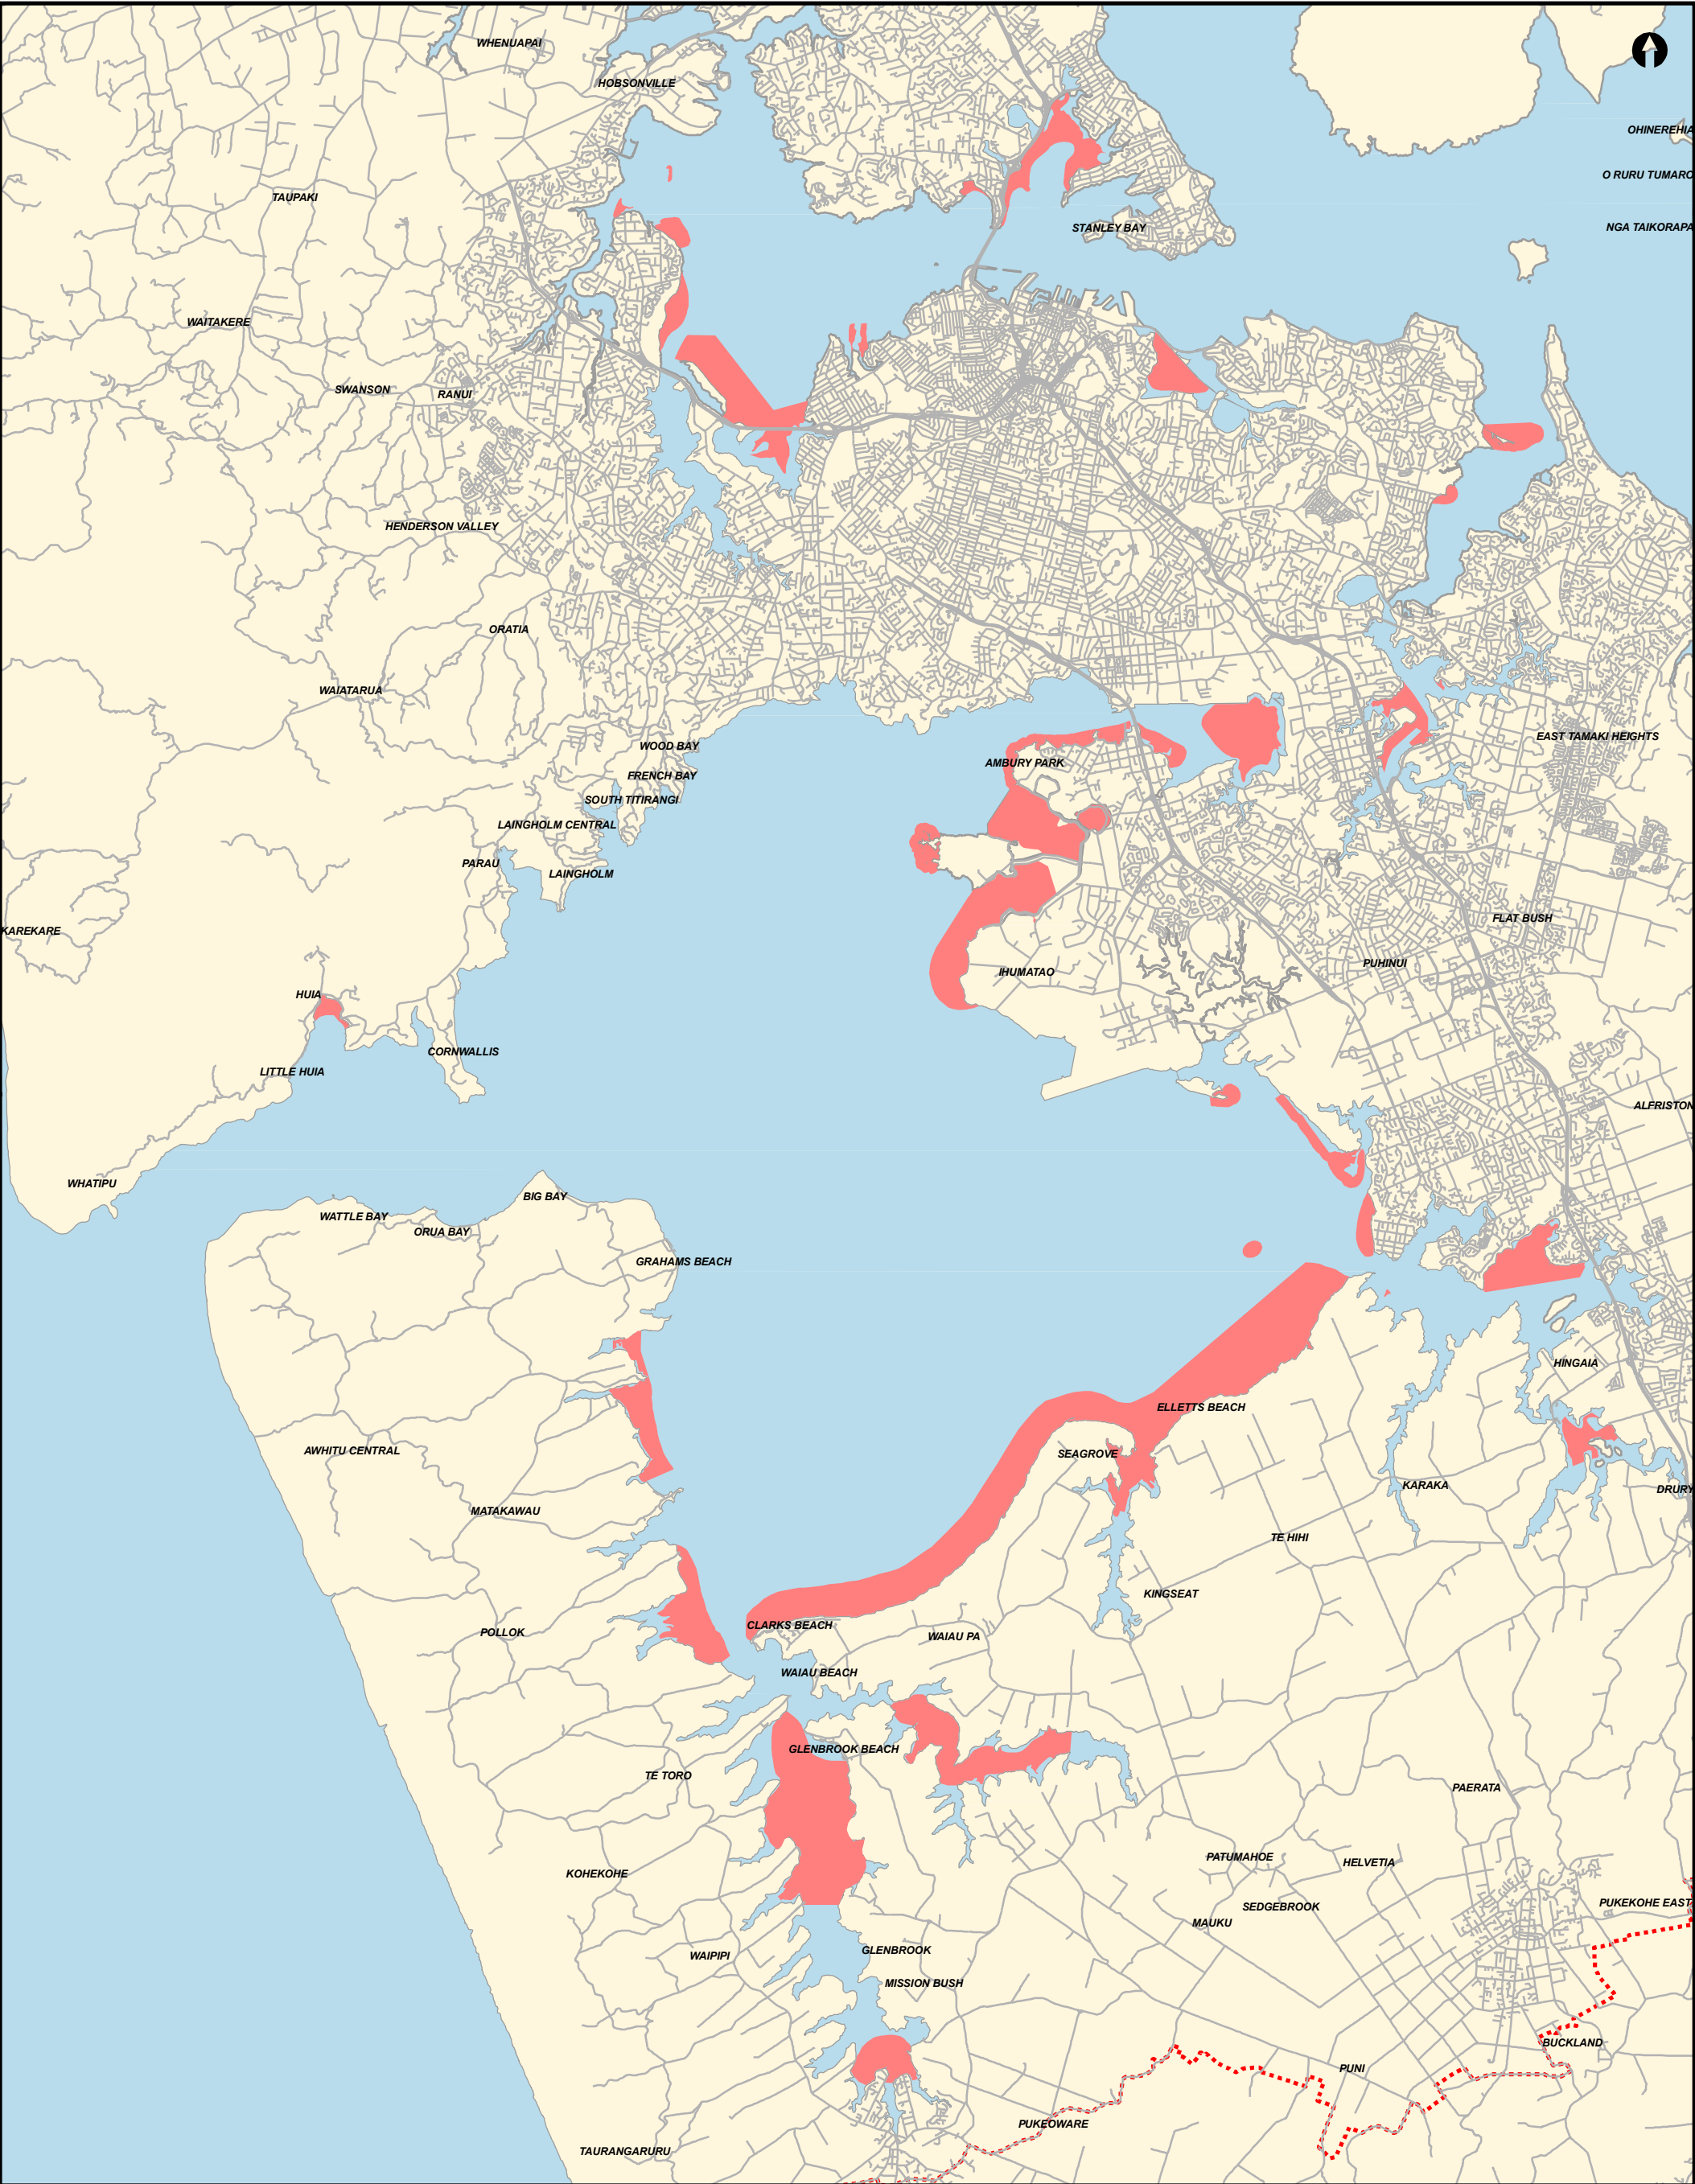 WHENUAPAI
HOBSONVILLE
OHINEREHIA
O RURU TUMARO
TAUPAKI
NGA TAIKORAPA
STANLEY BAY
WAITAKERE
SWANSON
RANUI
HENDERSON VALLEY
ORATIA
WAIATARUA
EAST TAMAKI HEIGHTS
WOOD BAY
AMBURY PARK
FRENCH BAY
SOUTH TITIRANGI
LAINGHOLM CENTRAL
PARAU
LAINGHOLM
FLAT BUSH
KAREKARE
PUHINUI
IHUMATAO
HUIA
CORNWALLIS
LITTLE HUIA
ALFRISTON
WHATIPU
BIG BAY
WATTLE BAY
ORUA BAY
GRAHAMS BEACH
HINGAIA
ELLETTS BEACH
AWHITU CENTRAL
SEAGROVE
KARAKA
DRURY
MATAKAWAU
TE HIHI
KINGSEAT
CLARKS BEACH
POLLOK
WAIAU PA
WAIAU BEACH
GLENBROOK BEACH
TE TORO
PAERATA
PATUMAHOE
HELVETIA
KOHEKOHE
PUKEKOHE EAST
SEDGEBROOK
MAUKU
GLENBROOK
WAIPIPI
MISSION BUSH
BUCKLAND
PUNI
PUKEOWARE
TAURANGARURU